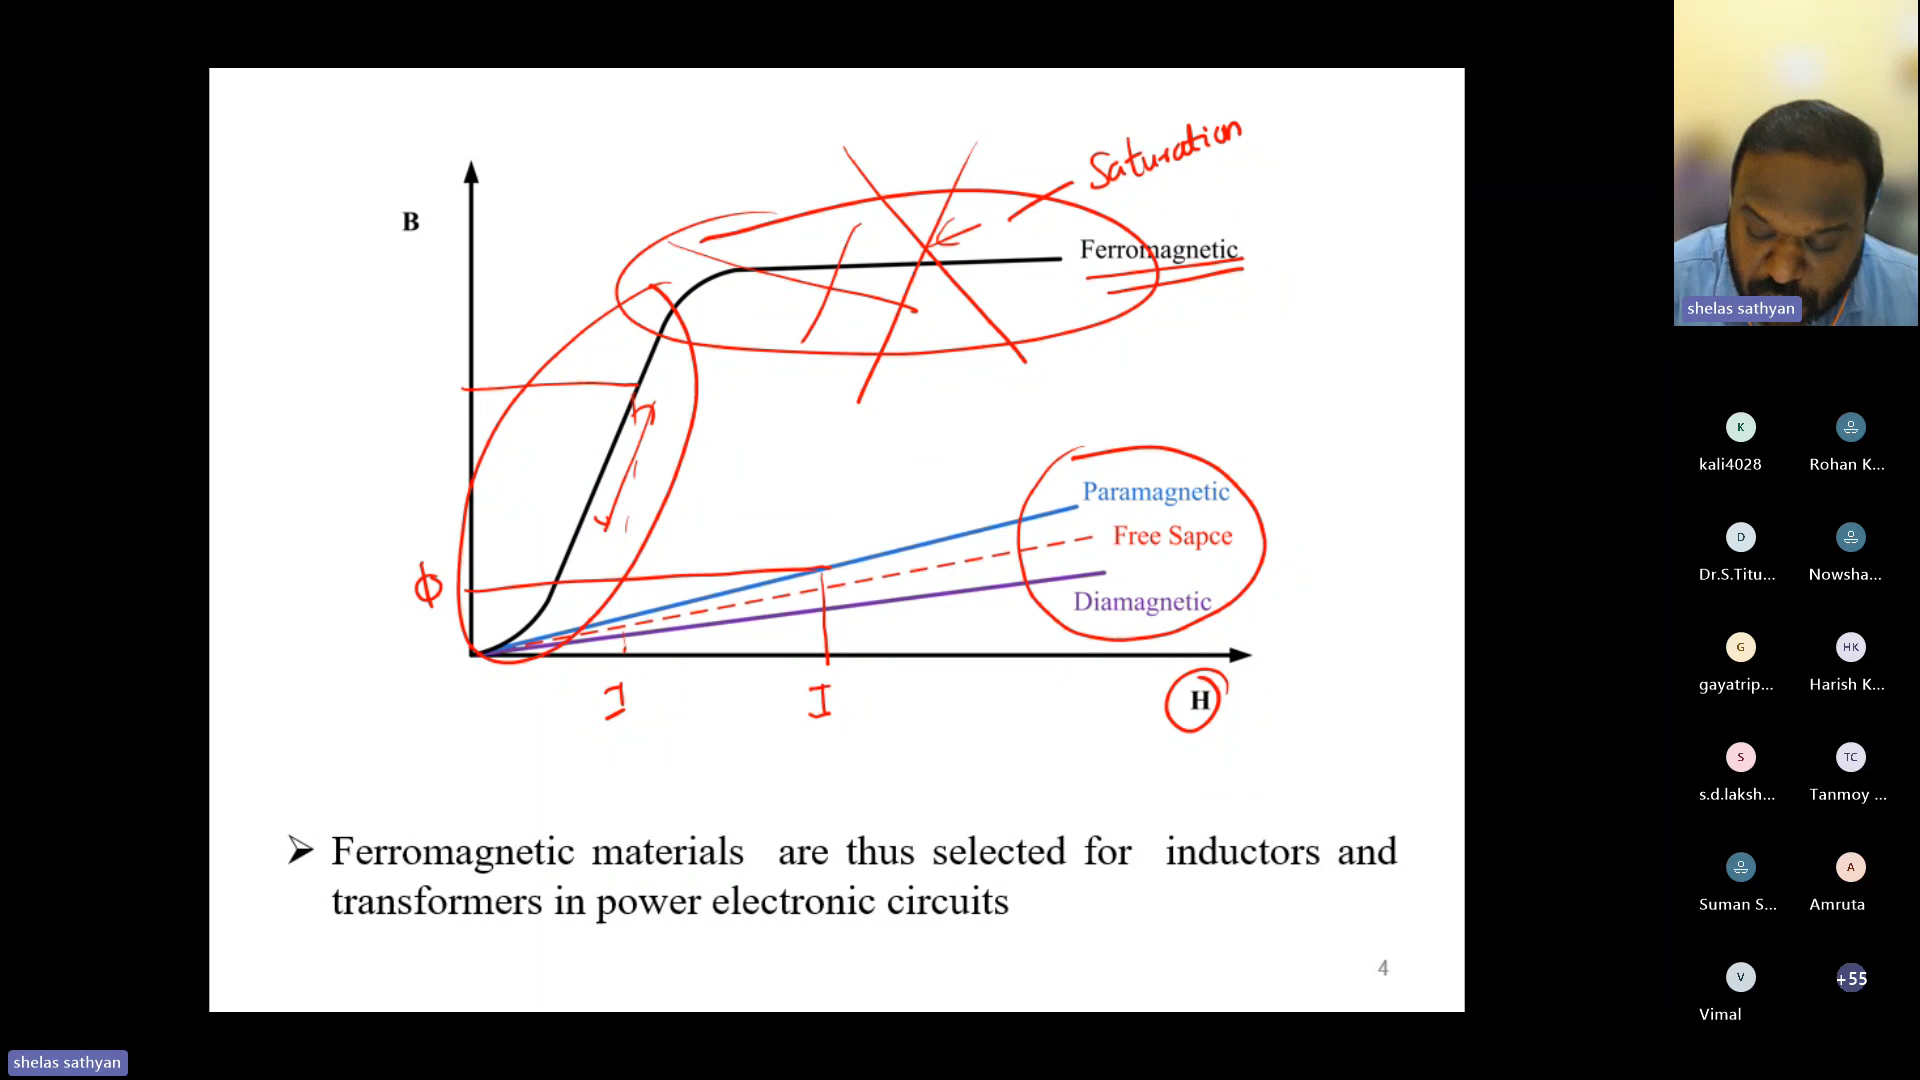 Saturation
B
Ferromagnetic
Paramagnetic
Free Sapce
Diamagnetic
ϕ
I
I
H
➢ Ferromagnetic materials are thus selected for inductors and
transformers in power electronic circuits
4
shelas sathyan
shelas sathyan
K
kali4028
Rohan K...
D
Dr.S.Titu...
Nowsha...
G
gayatrip...
HK
Harish K...
S
s.d.laksh...
TC
Tanmoy ...
Suman S...
A
Amruta
V
Vimal
+55